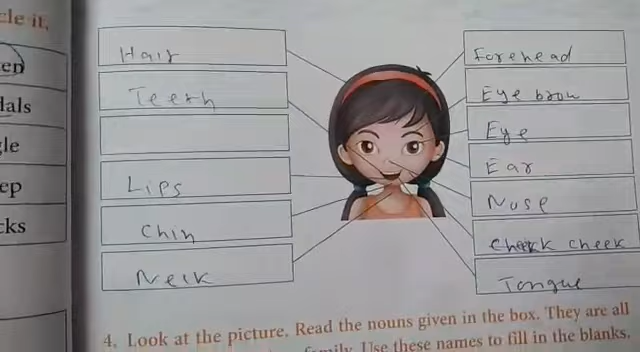 cle it.
en
dals
gle
ep
cks
Hair
Teeth
Lips
Chin
Neck
Forehead
Eye brow
Eye
Ear
Nose
cheek cheek
Tongue
4. Look at the picture. Read the nouns given in the box. They are all
family. Use these names to fill in the blanks.